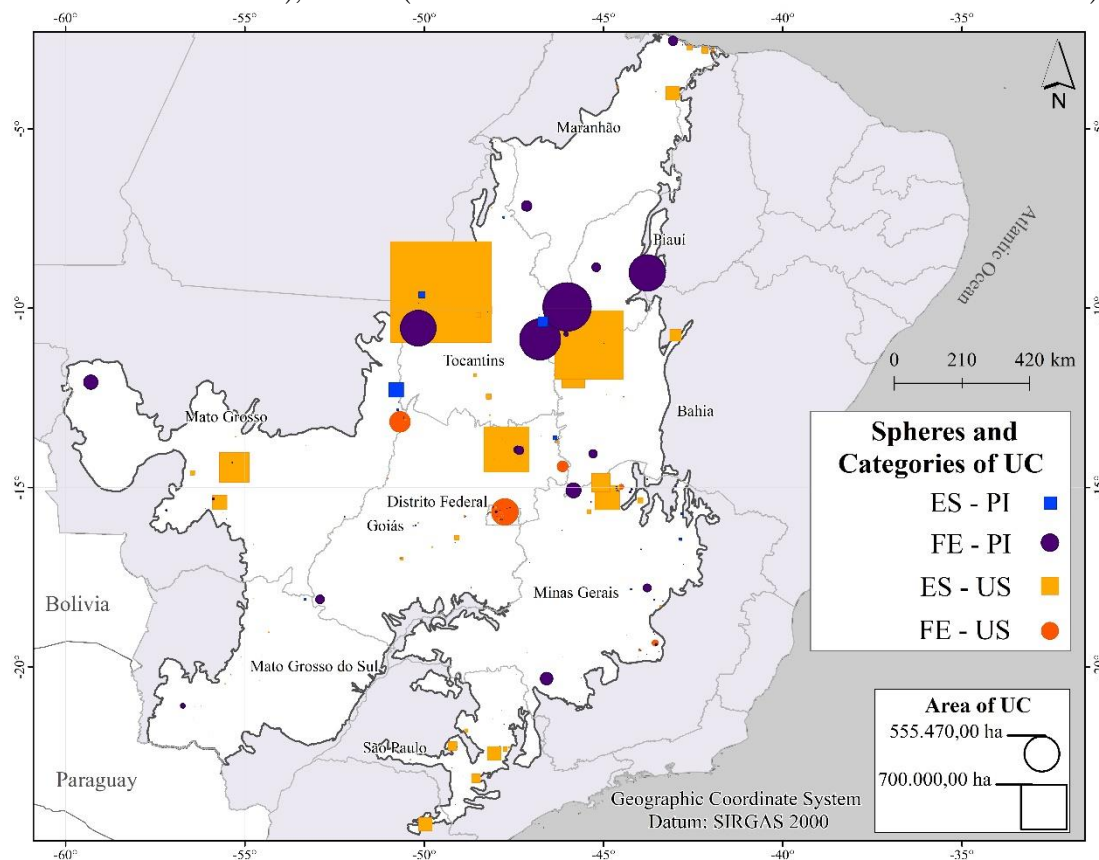 -60° -55° -50° -45° -40° -35°
N
Maranhão
-5° -5°
Piauí
Atlantic Ocean
-10° -10°
Tocantins
0 210 420 km
Mato Grosso
Bahia
Spheres and
Categories of UC
ES - PI
FE - PI
ES - US
FE - US
-15° -15°
Distrito Federal
Goiás
Minas Gerais
Bolivia
Mato Grosso do Sul
-20° -20°
Area of UC
555.470,00 ha
700.000,00 ha
São Paulo
Paraguay
Geographic Coordinate System
Datum: SIRGAS 2000
-60° -55° -50° -45° -40° -35°